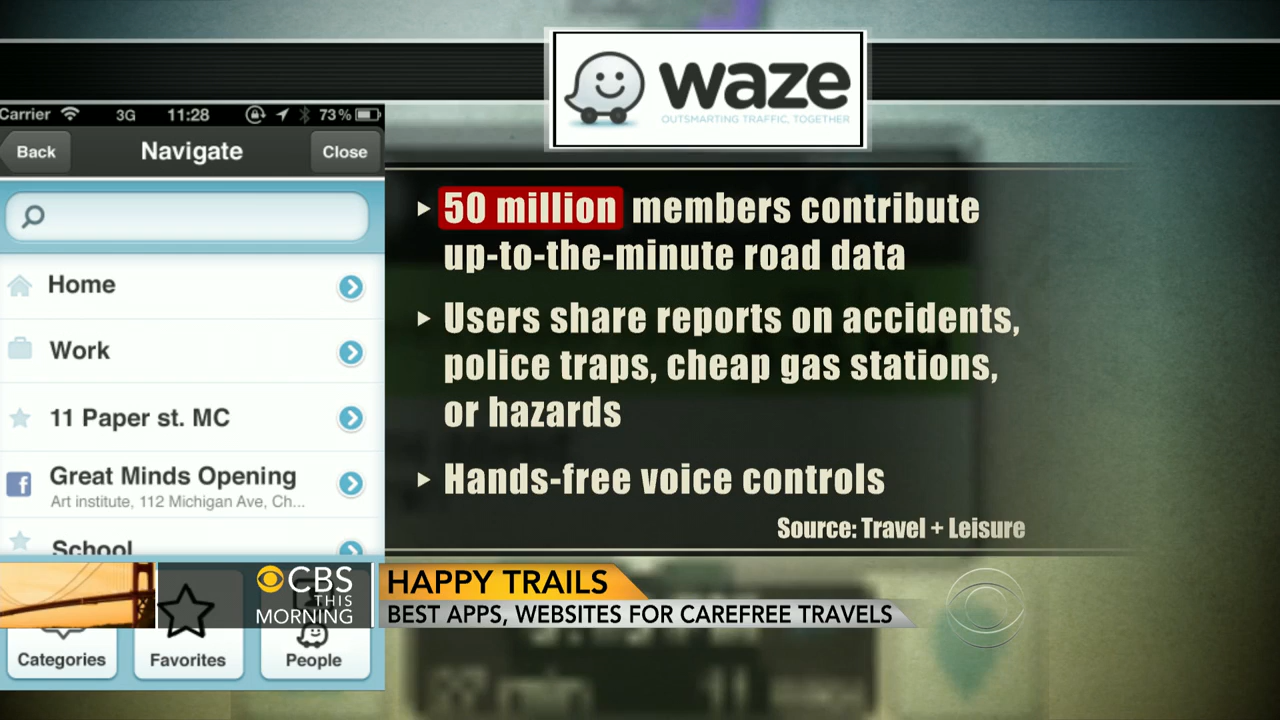 waze
OUTSMARTING TRAFFIC, TOGETHER
Carrier 3G 11:28 73%
Back Navigate Close
Home
Work
11 Paper st. MC
Great Minds Opening
Art institute, 112 Michigan Ave, Ch...
School
Categories Favorites People
50 million members contribute
up-to-the-minute road data
Users share reports on accidents,
police traps, cheap gas stations,
or hazards
Hands-free voice controls
Source: Travel + Leisure
CBS
THIS
MORNING
HAPPY TRAILS
BEST APPS, WEBSITES FOR CAREFREE TRAVELS